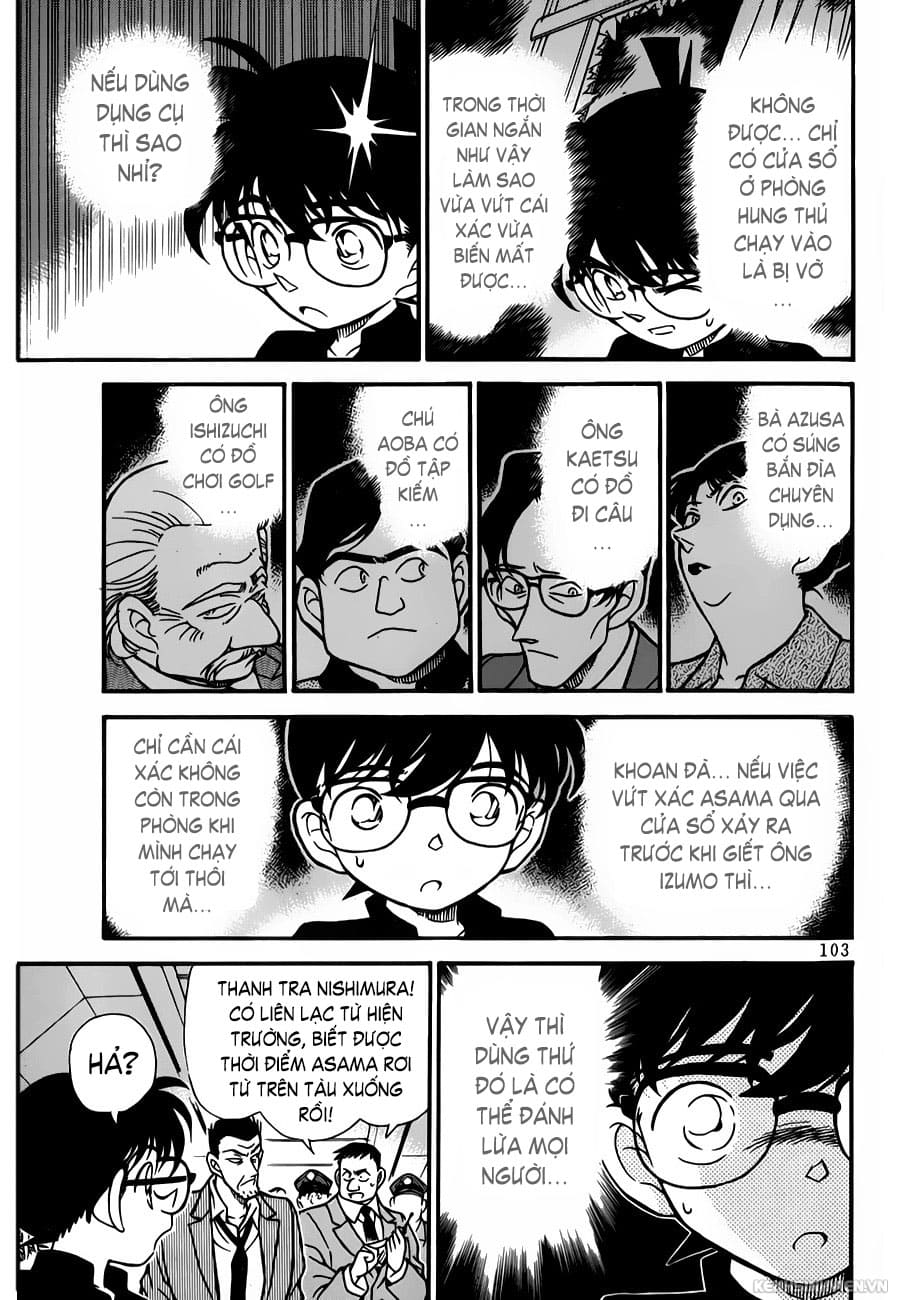 KHÔNG
ĐƯỢC... CHỈ
CÓ CỬA SỔ
Ở PHÒNG
HUNG THỦ
CHẠY VÀO
LÀ BỊ VỠ
...
TRONG THỜI
GIAN NGẮN
NHƯ VẬY
LÀM SAO
VỪA VỨT CÁI
XÁC VỪA
BIẾN MẤT
ĐƯỢC...
NẾU DÙNG
DỤNG CỤ
THÌ SAO
NHỈ?
BÀ AZUSA
CÓ SÚNG
BẮN ĐĨA
CHUYÊN
DỤNG...
ÔNG
KAETSU
CÓ ĐỒ
ĐI CÂU
...
CHÚ
AOBA CÓ
ĐỒ TẬP
KIẾM
...
ÔNG
ISHIZUCHI
CÓ ĐỒ
CHƠI GOLF
...
KHOAN ĐÀ... NẾU VIỆC
VỨT XÁC ASAMA QUA
CỬA SỔ XẢY RA
TRƯỚC KHI GIẾT ÔNG
IZUMO THÌ...
CHỈ CẦN CÁI
XÁC KHÔNG
CÒN TRONG
PHÒNG KHI
MÌNH CHẠY
TỚI THÔI
MÀ...
103
VẬY THÌ
DÙNG THỨ
ĐÓ LÀ CÓ
THỂ ĐÁNH
LỪA MỌI
NGƯỜI...
THANH TRA NISHIMURA!
CÓ LIÊN LẠC TỪ HIỆN
TRƯỜNG, BIẾT ĐƯỢC
THỜI ĐIỂM ASAMA RƠI
TỪ TRÊN TÀU XUỐNG
RỒI!
HẢ?